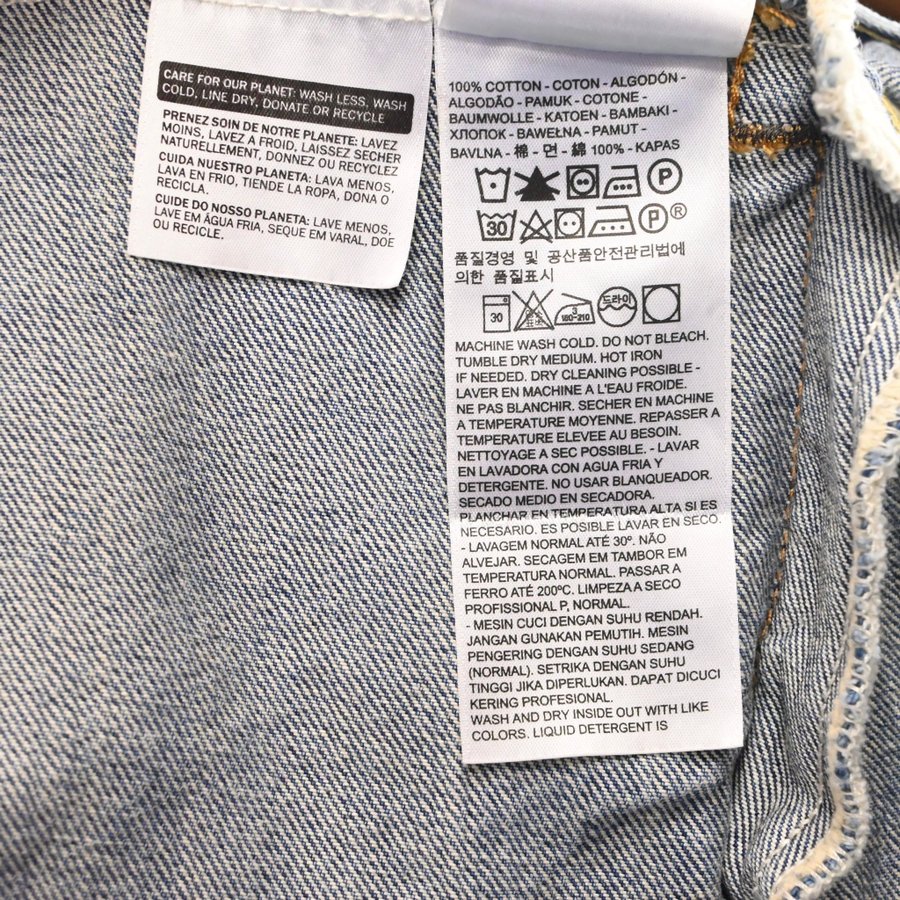 CARE FOR OUR PLANET: WASH LESS, WASH
COLD, LINE DRY, DONATE OR RECYCLE
PRENEZ SOIN DE NOTRE PLANETE: LAVEZ
MOINS, LAVEZ À FROID, LAISSEZ SECHER
NATURELLEMENT, DONNEZ OU RECYCLEZ
CUIDA NUESTRO PLANETA: LAVA MENOS,
LAVA EN FRIO, TIENDE LA ROPA, DONA O
RECICLA.
CUIDE DO NOSSO PLANETA: LAVE MENOS,
LAVE EM ÁGUA FRIA, SEQUE EM VARAL, DOE
OU RECICLE.
100% COTTON - COTON - ALGODÓN -
ALGODÃO - PAMUK - COTONE -
BAUMWOLLE - KATOEN - BAMBAKI -
ХЛОПОК - BAWEŁNA - PAMUT -
BAVLNA - 棉 - 면 - 綿 100% - KAPAS
P
30 P ®
품질경영 및 공산품안전관리법에
의한 품질표시
30 3 180-210 드라이
MACHINE WASH COLD. DO NOT BLEACH.
TUMBLE DRY MEDIUM. HOT IRON
IF NEEDED. DRY CLEANING POSSIBLE -
LAVER EN MACHINE A L'EAU FROIDE.
NE PAS BLANCHIR. SECHER EN MACHINE
A TEMPERATURE MOYENNE. REPASSER A
TEMPERATURE ELEVEE AU BESOIN.
NETTOYAGE A SEC POSSIBLE. - LAVAR
EN LAVADORA CON AGUA FRIA Y
DETERGENTE. NO USAR BLANQUEADOR.
SECADO MEDIO EN SECADORA.
PLANCHAR EN TEMPERATURA ALTA SI ES
NECESARIO. ES POSIBLE LAVAR EN SECO.
- LAVAGEM NORMAL ATÉ 30º. NÃO
ALVEJAR. SECAGEM EM TAMBOR EM
TEMPERATURA NORMAL. PASSAR A
FERRO ATÉ 200ºC. LIMPEZA A SECO
PROFISSIONAL P, NORMAL.
- MESIN CUCI DENGAN SUHU RENDAH.
JANGAN GUNAKAN PEMUTIH. MESIN
PENGERING DENGAN SUHU SEDANG
(NORMAL). SETRIKA DENGAN SUHU
TINGGI JIKA DIPERLUKAN. DAPAT DICUCI
KERING PROFESIONAL.
WASH AND DRY INSIDE OUT WITH LIKE
COLORS. LIQUID DETERGENT IS